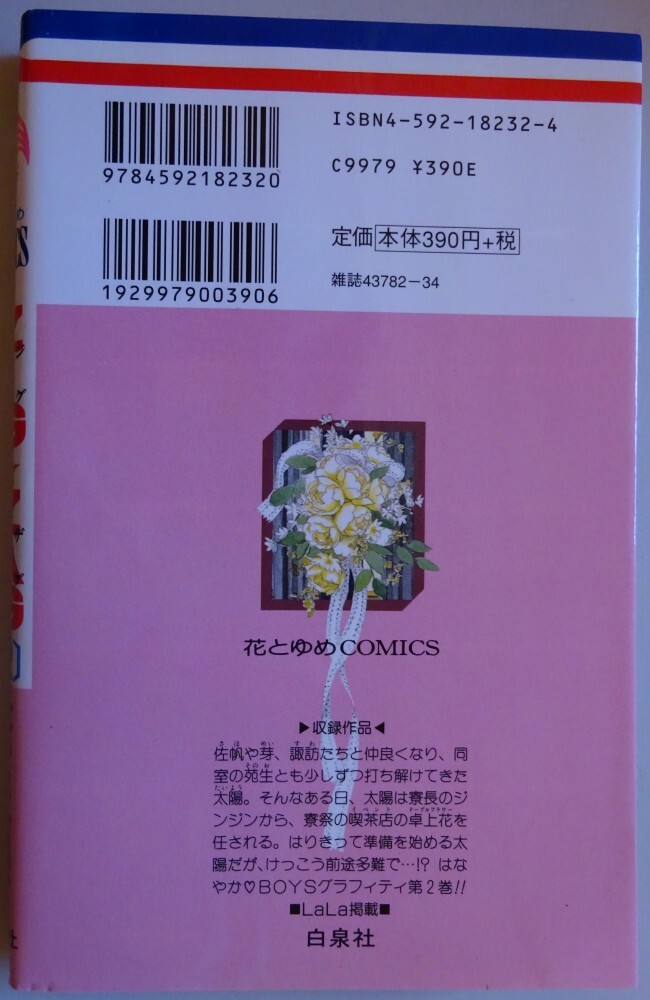 ISBN4-592-18232-4
9784592182320
C9979 ¥390E
定価本体390円+税
1929979003906
雑誌43782-34
花とゆめCOMICS
▶収録作品◀
佐帆や芽、諏訪たちと仲良くなり、同
室の苑生とも少しずつ打ち解けてきた
太陽。そんなある日、太陽は寮長のジ
ンジンから、寮祭の喫茶店の卓上花を
任される。はりきって準備を始める太
陽だが、けっこう前途多難で…!? はな
やか♡BOYSグラフィティ第2巻!!
■LaLa掲載■
白泉社